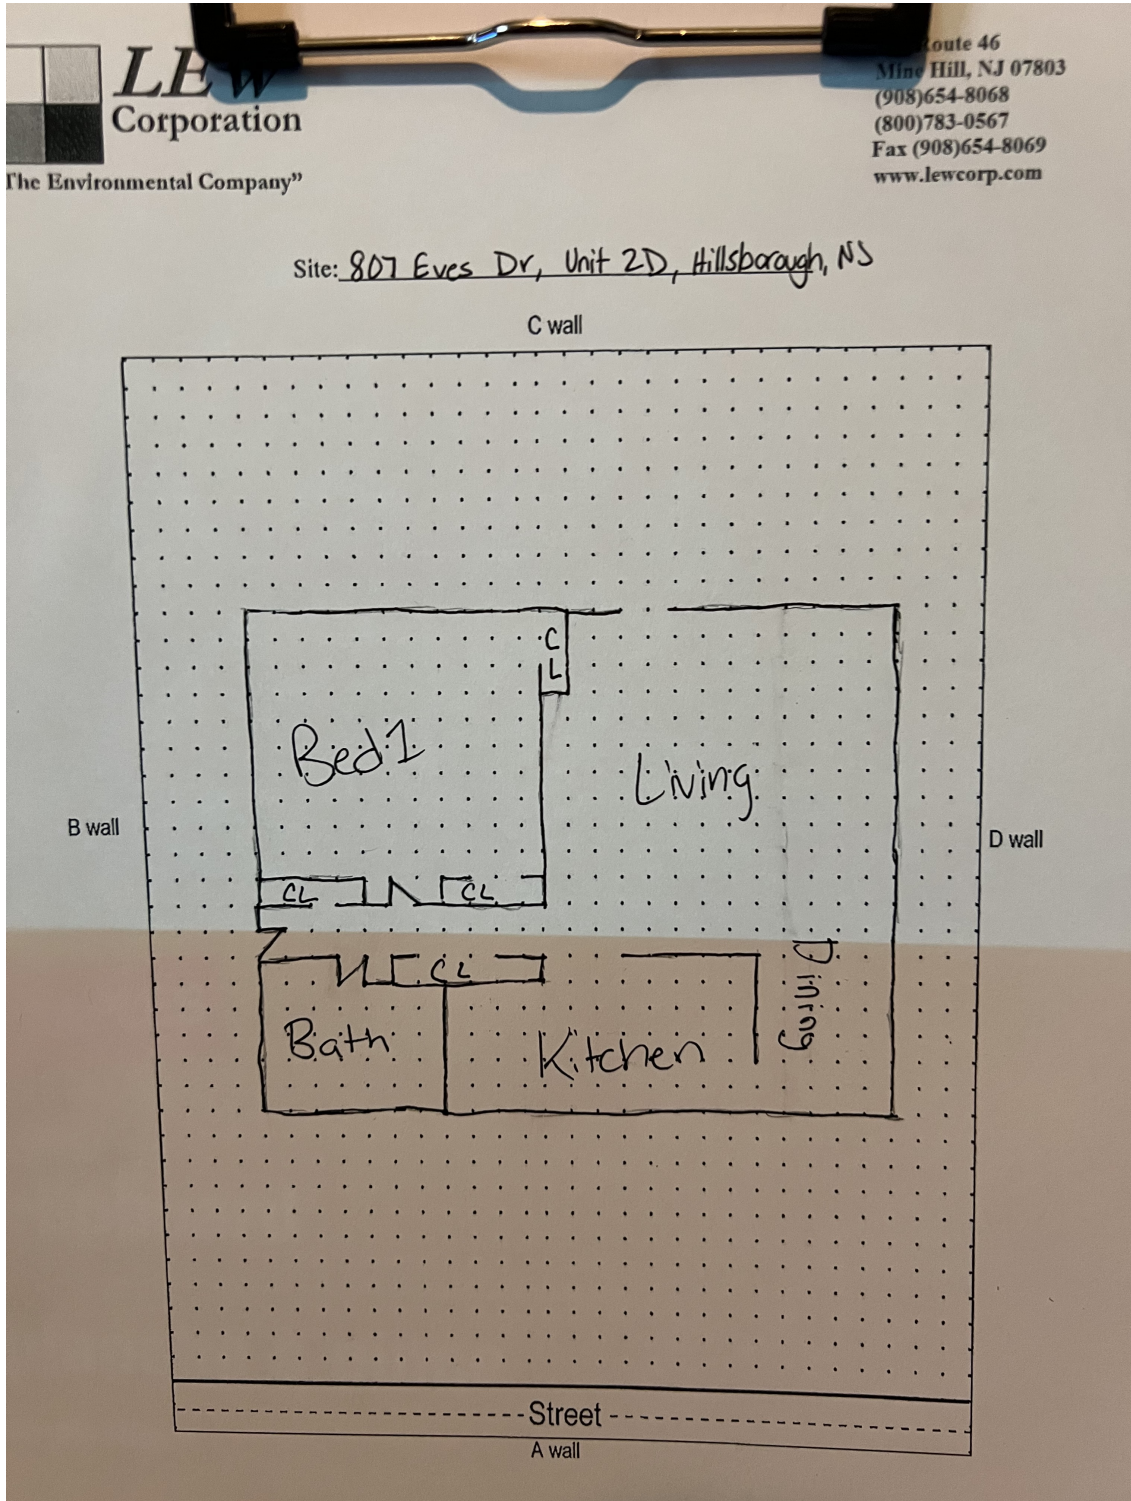 LEW
Corporation
The Environmental Company”
Route 46
Mine Hill, NJ 07803
(908)654-8068
(800)783-0567
Fax (908)654-8069
www.lewcorp.com
Site: 807 Eves Dr, Unit 2D, Hillsborough, NJ
C wall
C
L
Bed 1
Living
B wall
D wall
CL
CL
CL
Dining
Bath
Kitchen
Street
A wall